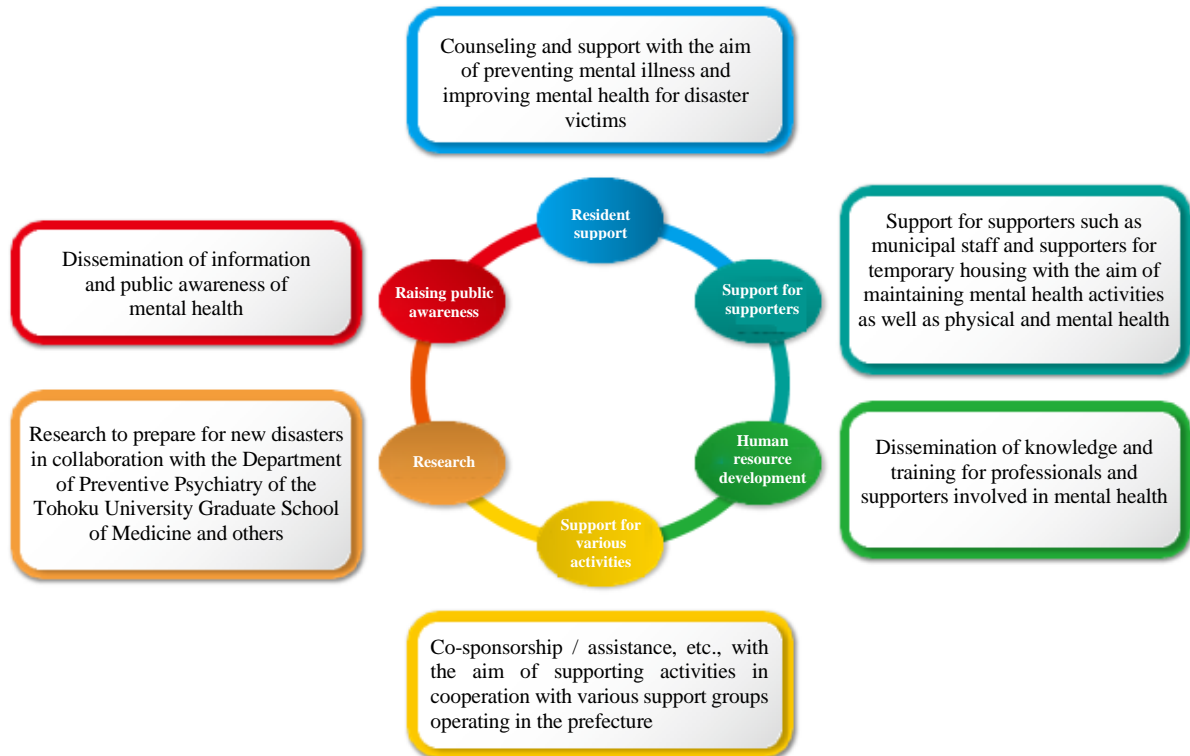 Counseling and support with the aim
of preventing mental illness and
improving mental health for disaster
victims
Resident
support
Support for supporters such as
municipal staff and supporters for
temporary housing with the aim of
maintaining mental health activities
as well as physical and mental health
Dissemination of information
and public awareness of
mental health
Raising public
awareness
Support for
supporters
Research to prepare for new disasters
in collaboration with the Department
of Preventive Psychiatry of the
Tohoku University Graduate School
of Medicine and others
Research
Human
resource
development
Dissemination of knowledge and
training for professionals and
supporters involved in mental health
Support for
various
activities
Co-sponsorship / assistance, etc., with
the aim of supporting activities in
cooperation with various support groups
operating in the prefecture